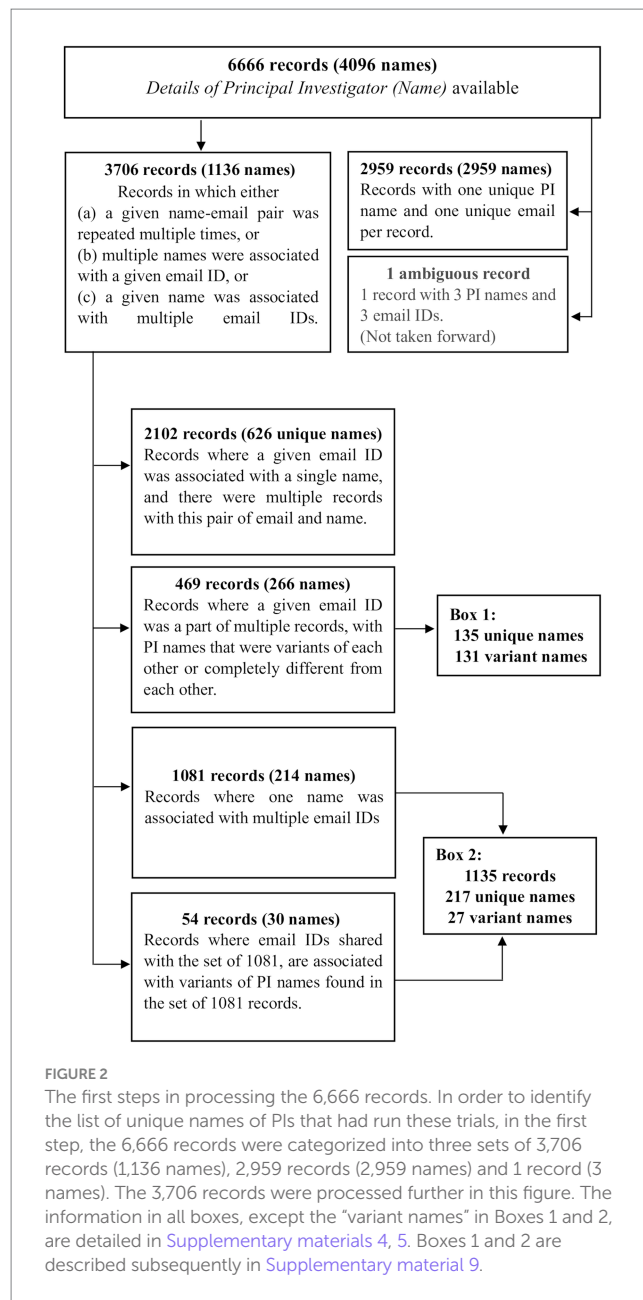 6666 records (4096 names)
Details of Principal Investigator (Name) available
3706 records (1136 names)
Records in which either
(a) a given name-email pair was
repeated multiple times, or
(b) multiple names were associated
with a given email ID, or
(c) a given name was associated
with multiple email IDs.
2959 records (2959 names)
Records with one unique PI
name and one unique email
per record.
1 ambiguous record
1 record with 3 PI names and
3 email IDs.
(Not taken forward)
2102 records (626 unique names)
Records where a given email ID
was associated with a single name,
and there were multiple records
with this pair of email and name.
469 records (266 names)
Records where a given email ID
was a part of multiple records, with
PI names that were variants of each
other or completely different from
each other.
Box 1:
135 unique names
131 variant names
1081 records (214 names)
Records where one name was
associated with multiple email IDs
Box 2:
1135 records
217 unique names
27 variant names
54 records (30 names)
Records where email IDs shared
with the set of 1081, are associated
with variants of PI names found in
the set of 1081 records.
FIGURE 2
The first steps in processing the 6,666 records. In order to identify
the list of unique names of PIs that had run these trials, in the first
step, the 6,666 records were categorized into three sets of 3,706
records (1,136 names), 2,959 records (2,959 names) and 1 record (3
names). The 3,706 records were processed further in this figure. The
information in all boxes, except the “variant names” in Boxes 1 and 2,
are detailed in Supplementary materials 4, 5. Boxes 1 and 2 are
described subsequently in Supplementary material 9.